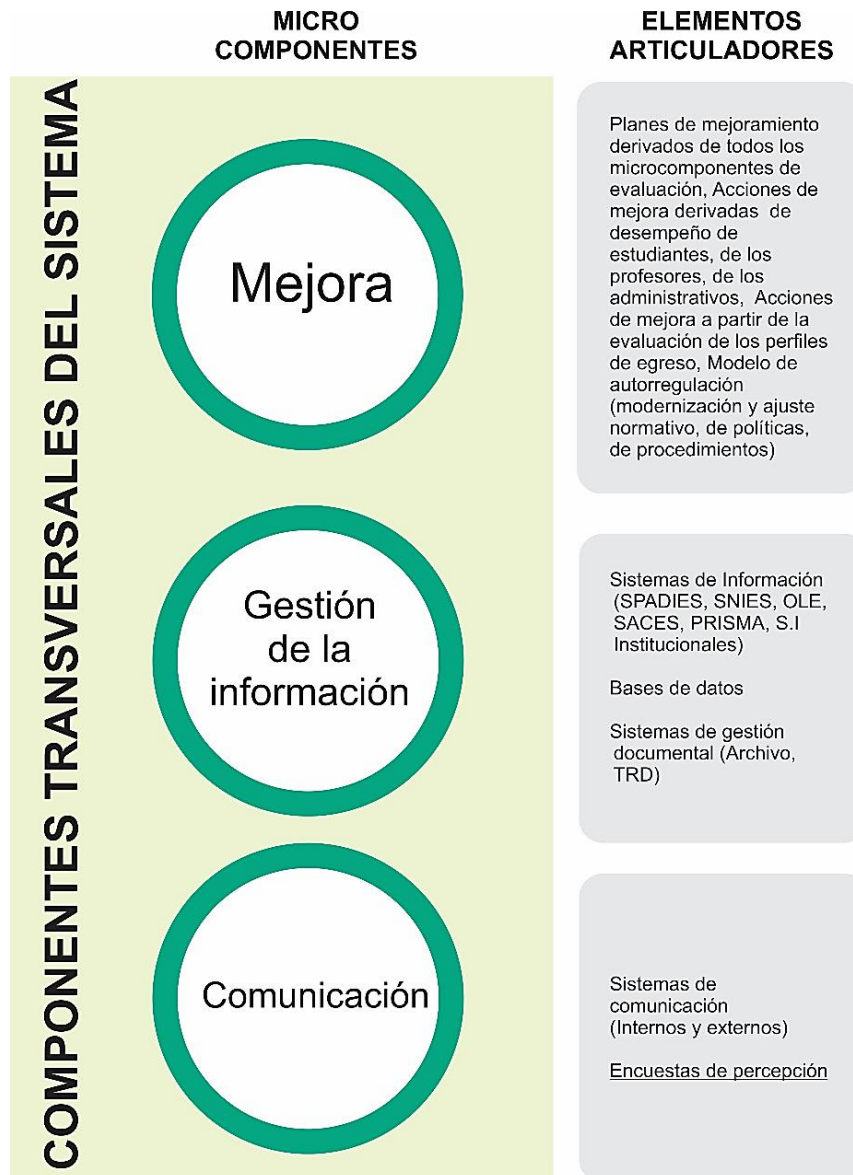 MICRO
COMPONENTES
ELEMENTOS
ARTICULADORES
COMPONENTES TRANSVERSALES DEL SISTEMA
Mejora
Planes de mejoramiento
derivados de todos los
microcomponentes de
evaluación, Acciones de
mejora derivadas de
desempeño de
estudiantes, de los
profesores, de los
administrativos, Acciones
de mejora a partir de la
evaluación de los perfiles
de egreso, Modelo de
autorregulación
(modernización y ajuste
normativo, de políticas,
de procedimientos)
Gestión
de la
información
Sistemas de Información
(SPADIES, SNIES, OLE,
SACES, PRISMA, S.I
Institucionales)
Bases de datos
Sistemas de gestión
documental (Archivo,
TRD)
Comunicación
Sistemas de
comunicación
(Internos y externos)
Encuestas de percepción